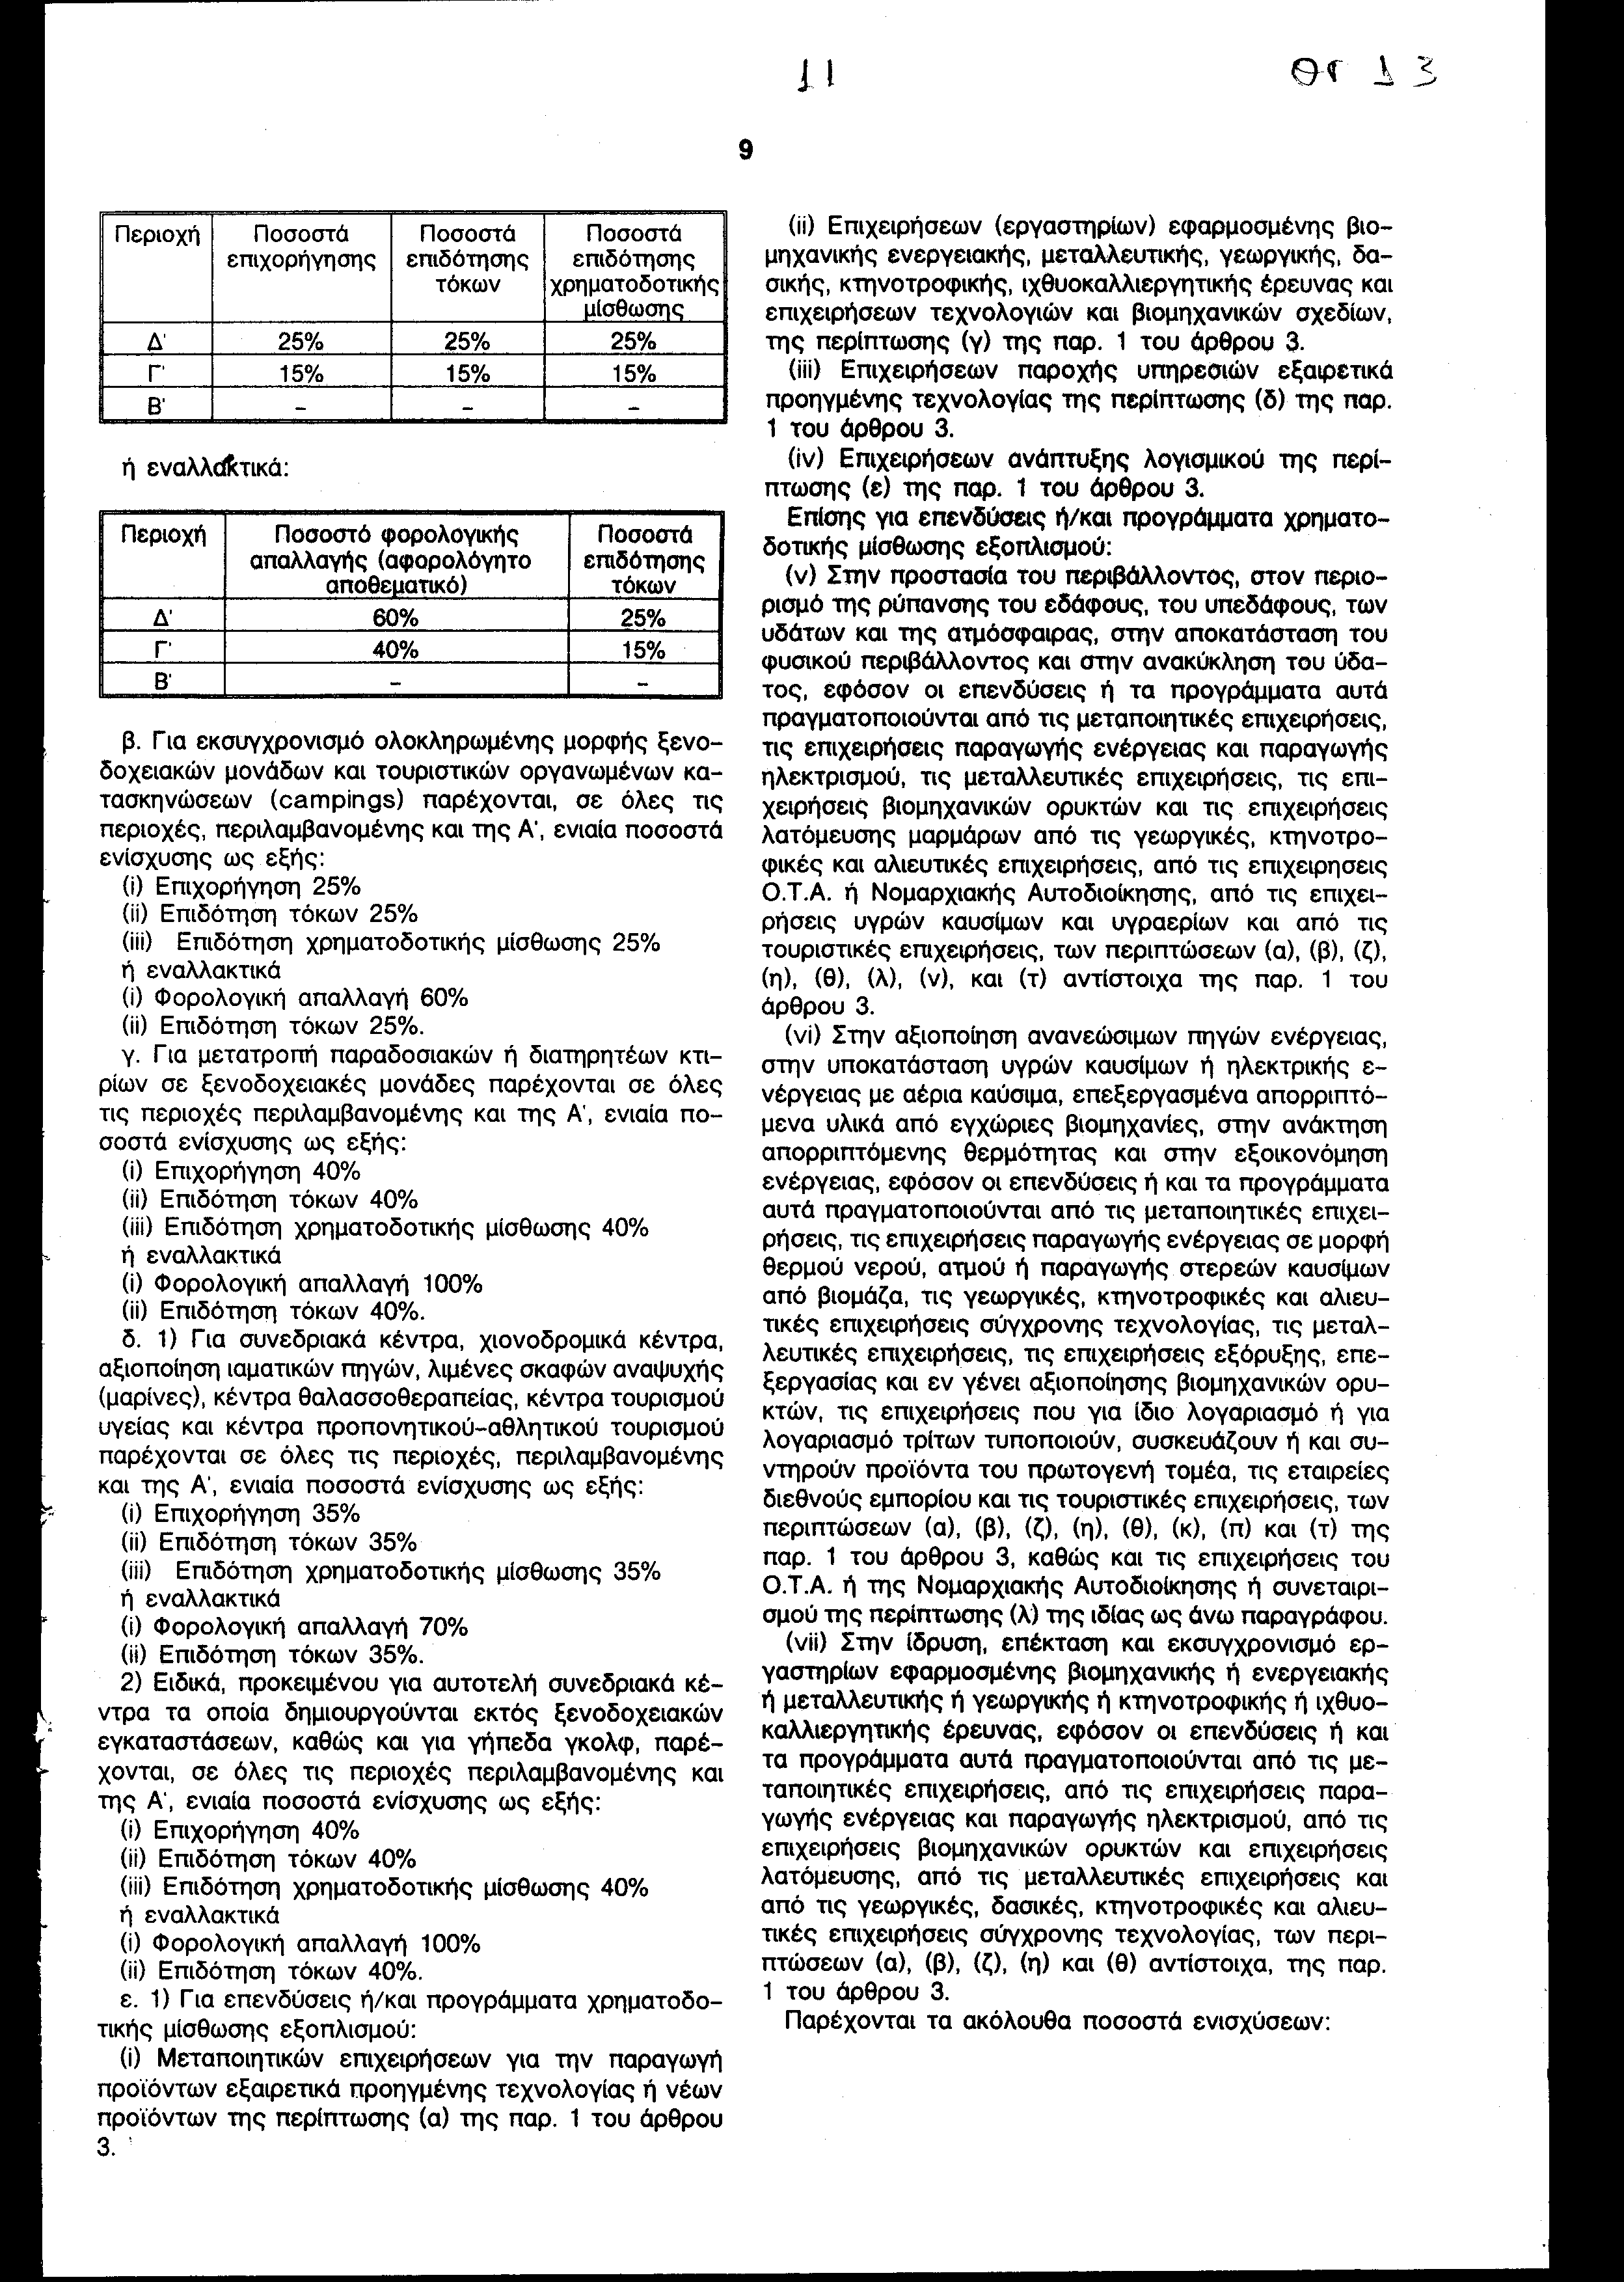 11
Θε 13
9
Περιοχή Ποσοστά επιχορήγησης Ποσοστά επιδότησης τόκων Ποσοστά επιδότησης χρηματοδοτικής μίσθωσης
Δ' 25% 25% 25%
Γ' 15% 15% 15%
Β' - - -
ή εναλλακτικά:
Περιοχή Ποσοστό φορολογικής απαλλαγής (αφορολόγητο αποθεματικό) Ποσοστά επιδότησης τόκων
Δ' 60% 25%
Γ' 40% 15%
Β' - -
β. Για εκσυγχρονισμό ολοκληρωμένης μορφής ξενο-
δοχειακών μονάδων και τουριστικών οργανωμένων κα-
τασκηνώσεων (campings) παρέχονται, σε όλες τις
περιοχές, περιλαμβανομένης και της Α', ενιαία ποσοστά
ενίσχυσης ως εξής:
(i) Επιχορήγηση 25%
(ii) Επιδότηση τόκων 25%
(iii) Επιδότηση χρηματοδοτικής μίσθωσης 25%
ή εναλλακτικά
(i) Φορολογική απαλλαγή 60%
(ii) Επιδότηση τόκων 25%.
γ. Για μετατροπή παραδοσιακών ή διατηρητέων κτι-
ρίων σε ξενοδοχειακές μονάδες παρέχονται σε όλες
τις περιοχές περιλαμβανομένης και της Α', ενιαία πο-
σοστά ενίσχυσης ως εξής:
(i) Επιχορήγηση 40%
(ii) Επιδότηση τόκων 40%
(iii) Επιδότηση χρηματοδοτικής μίσθωσης 40%
ή εναλλακτικά
(i) Φορολογική απαλλαγή 100%
(ii) Επιδότηση τόκων 40%.
δ. 1) Για συνεδριακά κέντρα, χιονοδρομικά κέντρα,
αξιοποίηση ιαματικών πηγών, λιμένες σκαφών αναψυχής
(μαρίνες), κέντρα θαλασσοθεραπείας, κέντρα τουρισμού
υγείας και κέντρα προπονητικού-αθλητικού τουρισμού
παρέχονται σε όλες τις περιοχές, περιλαμβανομένης
και της Α', ενιαία ποσοστά ενίσχυσης ως εξής:
(i) Επιχορήγηση 35%
(ii) Επιδότηση τόκων 35%
(iii) Επιδότηση χρηματοδοτικής μίσθωσης 35%
ή εναλλακτικά
(i) Φορολογική απαλλαγή 70%
(ii) Επιδότηση τόκων 35%.
2) Ειδικά, προκειμένου για αυτοτελή συνεδριακά κέ-
ντρα τα οποία δημιουργούνται εκτός ξενοδοχειακών
εγκαταστάσεων, καθώς και για γήπεδα γκολφ, παρέ-
χονται, σε όλες τις περιοχές περιλαμβανομένης και
της Α', ενιαία ποσοστά ενίσχυσης ως εξής:
(i) Επιχορήγηση 40%
(ii) Επιδότηση τόκων 40%
(iii) Επιδότηση χρηματοδοτικής μίσθωσης 40%
ή εναλλακτικά
(i) Φορολογική απαλλαγή 100%
(ii) Επιδότηση τόκων 40%.
ε. 1) Για επενδύσεις ή/και προγράμματα χρηματοδο-
τικής μίσθωσης εξοπλισμού:
(i) Μεταποιητικών επιχειρήσεων για την παραγωγή
προϊόντων εξαιρετικά προηγμένης τεχνολογίας ή νέων
προϊόντων της περίπτωσης (α) της παρ. 1 του άρθρου
3.
(ii) Επιχειρήσεων (εργαστηρίων) εφαρμοσμένης βιο-
μηχανικής ενεργειακής, μεταλλευτικής, γεωργικής, δα-
σικής, κτηνοτροφικής, ιχθυοκαλλιεργητικής έρευνας και
επιχειρήσεων τεχνολογιών και βιομηχανικών σχεδίων,
της περίπτωσης (γ) της παρ. 1 του άρθρου 3.
(iii) Επιχειρήσεων παροχής υπηρεσιών εξαιρετικά
προηγμένης τεχνολογίας της περίπτωσης (δ) της παρ.
1 του άρθρου 3.
(iv) Επιχειρήσεων ανάπτυξης λογισμικού της περί-
πτωσης (ε) της παρ. 1 του άρθρου 3.
Επίσης για επενδύσεις ή/και προγράμματα χρηματο-
δοτικής μίσθωσης εξοπλισμού:
(v) Στην προστασία του περιβάλλοντος, στον περιο-
ρισμό της ρύπανσης του εδάφους, του υπεδάφους, των
υδάτων και της ατμόσφαιρας, στην αποκατάσταση του
φυσικού περιβάλλοντος και στην ανακύκληση του ύδα-
τος, εφόσον οι επενδύσεις ή τα προγράμματα αυτά
πραγματοποιούνται από τις μεταποιητικές επιχειρήσεις,
τις επιχειρήσεις παραγωγής ενέργειας και παραγωγής
ηλεκτρισμού, τις μεταλλευτικές επιχειρήσεις, τις επι-
χειρήσεις βιομηχανικών ορυκτών και τις επιχειρήσεις
λατόμευσης μαρμάρων από τις γεωργικές, κτηνοτρο-
φικές και αλιευτικές επιχειρήσεις, από τις επιχειρησεις
Ο.Τ.Α. ή Νομαρχιακής Αυτοδιοίκησης, από τις επιχει-
ρήσεις υγρών καυσίμων και υγραερίων και από τις
τουριστικές επιχειρήσεις, των περιπτώσεων (α), (β), (ζ),
(η), (θ), (λ), (ν), και (τ) αντίστοιχα της παρ. 1 του
άρθρου 3.
(vi) Στην αξιοποίηση ανανεώσιμων πηγών ενέργειας,
στην υποκατάσταση υγρών καυσίμων ή ηλεκτρικής ε-
νέργειας με αέρια καύσιμα, επεξεργασμένα απορριπτό-
μενα υλικά από εγχώριες βιομηχανίες, στην ανάκτηση
απορριπτόμενης θερμότητας και στην εξοικονόμηση
ενέργειας, εφόσον οι επενδύσεις ή και τα προγράμματα
αυτά πραγματοποιούνται από τις μεταποιητικές επιχει-
ρήσεις, τις επιχειρήσεις παραγωγής ενέργειας σε μορφή
θερμού νερού, ατμού ή παραγωγής στερεών καυσίμων
από βιομάζα, τις γεωργικές, κτηνοτροφικές και αλιευ-
τικές επιχειρήσεις σύγχρονης τεχνολογίας, τις μεταλ-
λευτικές επιχειρήσεις, τις επιχειρήσεις εξόρυξης, επε-
ξεργασίας και εν γένει αξιοποίησης βιομηχανικών ορυ-
κτών, τις επιχειρήσεις που για ίδιο λογαριασμό ή για
λογαριασμό τρίτων τυποποιούν, συσκευάζουν ή και συ-
ντηρούν προϊόντα του πρωτογενή τομέα, τις εταιρείες
διεθνούς εμπορίου και τις τουριστικές επιχειρήσεις, των
περιπτώσεων (α), (β), (ζ), (η), (θ), (κ), (π) και (τ) της
παρ. 1 του άρθρου 3, καθώς και τις επιχειρήσεις του
Ο.Τ.Α. ή της Νομαρχιακής Αυτοδιοίκησης ή συνεταιρι-
σμού της περίπτωσης (λ) της ιδίας ως άνω παραγράφου.
(vii) Στην ίδρυση, επέκταση και εκσυγχρονισμό ερ-
γαστηρίων εφαρμοσμένης βιομηχανικής ή ενεργειακής
ή μεταλλευτικής ή γεωργικής ή κτηνοτροφικής ή ιχθυο-
καλλιεργητικής έρευνας, εφόσον οι επενδύσεις ή και
τα προγράμματα αυτά πραγματοποιούνται από τις με-
ταποιητικές επιχειρήσεις, από τις επιχειρήσεις παρα-
γωγής ενέργειας και παραγωγής ηλεκτρισμού, από τις
επιχειρήσεις βιομηχανικών ορυκτών και επιχειρήσεις
λατόμευσης, από τις μεταλλευτικές επιχειρήσεις και
από τις γεωργικές, δασικές, κτηνοτροφικές και αλιευ-
τικές επιχειρήσεις σύγχρονης τεχνολογίας, των περι-
πτώσεων (α), (β), (ζ), (η) και (θ) αντίστοιχα, της παρ.
1 του άρθρου 3.
Παρέχονται τα ακόλουθα ποσοστά ενισχύσεων: